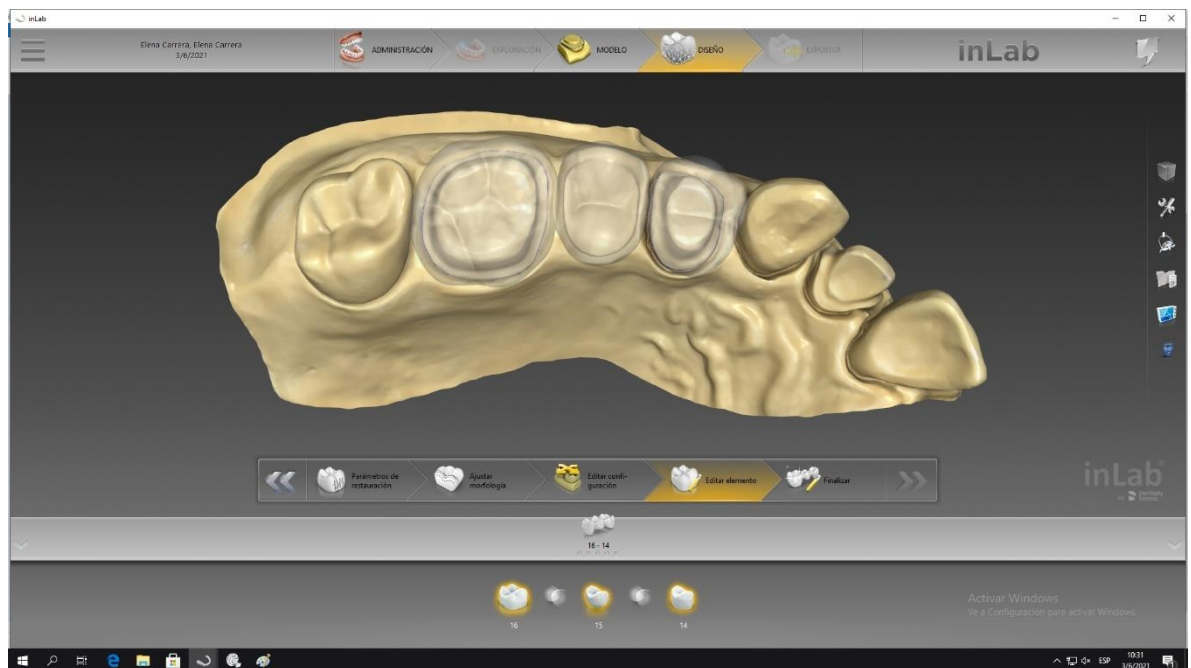 inLab
Elena Carrera, Elena Carrera
3/6/2021
ADMINISTRACIÓN
EXPLORACIÓN
MODELO
DISEÑO
EXPORTAR
inLab
Parámetros de
restauración
Ajustar
morfología
Editar confi-
guración
Editar elemento
Finalizar
inLab
Dentsply
Sirona
16 - 14
16
15
14
Activar Windows
Ve a Configuración para activar Windows.
ESP
10:31
3/6/2021